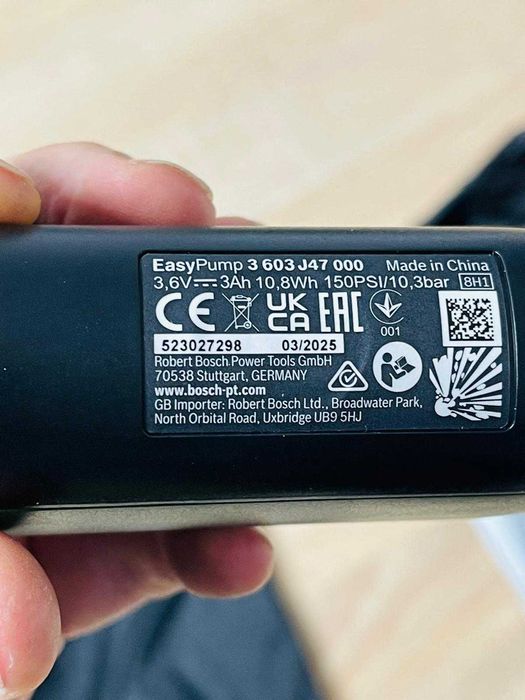 EasyPump 3 603 J47 000 Made in China
3,6V⎓3Ah 10,8Wh 150PSI/10,3bar 8H1
CE UK CA EAC
001
523027298 03/2025
Robert Bosch Power Tools GmbH
70538 Stuttgart, GERMANY
www.bosch-pt.com
GB Importer: Robert Bosch Ltd., Broadwater Park,
North Orbital Road, Uxbridge UB9 5HJ